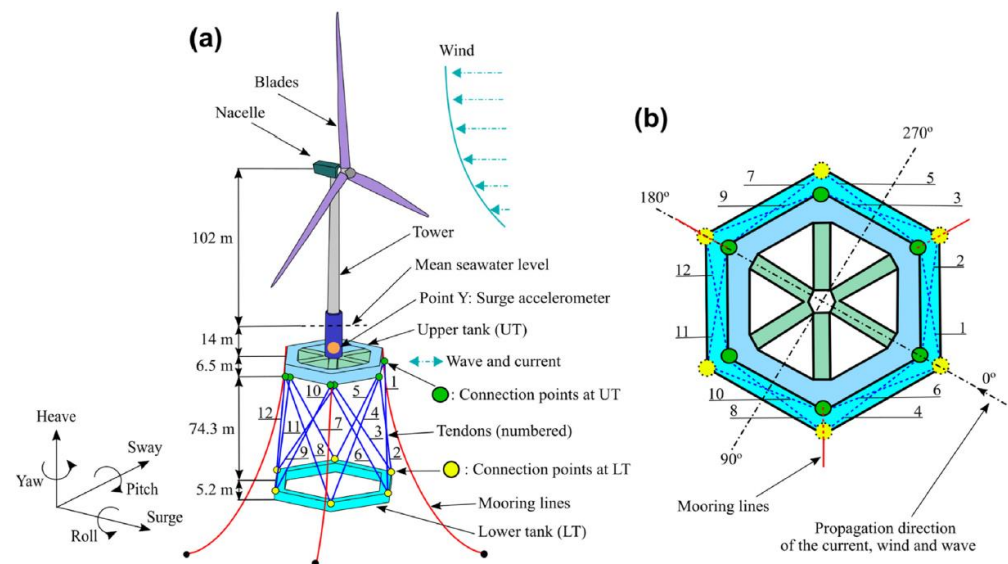 (a)
Wind
Blades
Nacelle
102 m
Tower
Mean seawater level
Point Y: Surge accelerometer
14 m
Upper tank (UT)
6.5 m
Wave and current
10
5
1
: Connection points at UT
12
4
74.3 m
11
7
3
Tendons (numbered)
9
8
6
2
: Connection points at LT
5.2 m
Mooring lines
Lower tank (LT)
Heave
Sway
Yaw
Pitch
Surge
Roll
(b)
270º
7
5
9
3
180º
12
2
11
1
10
6
0º
8
4
90º
Mooring lines
Propagation direction
of the current, wind and wave